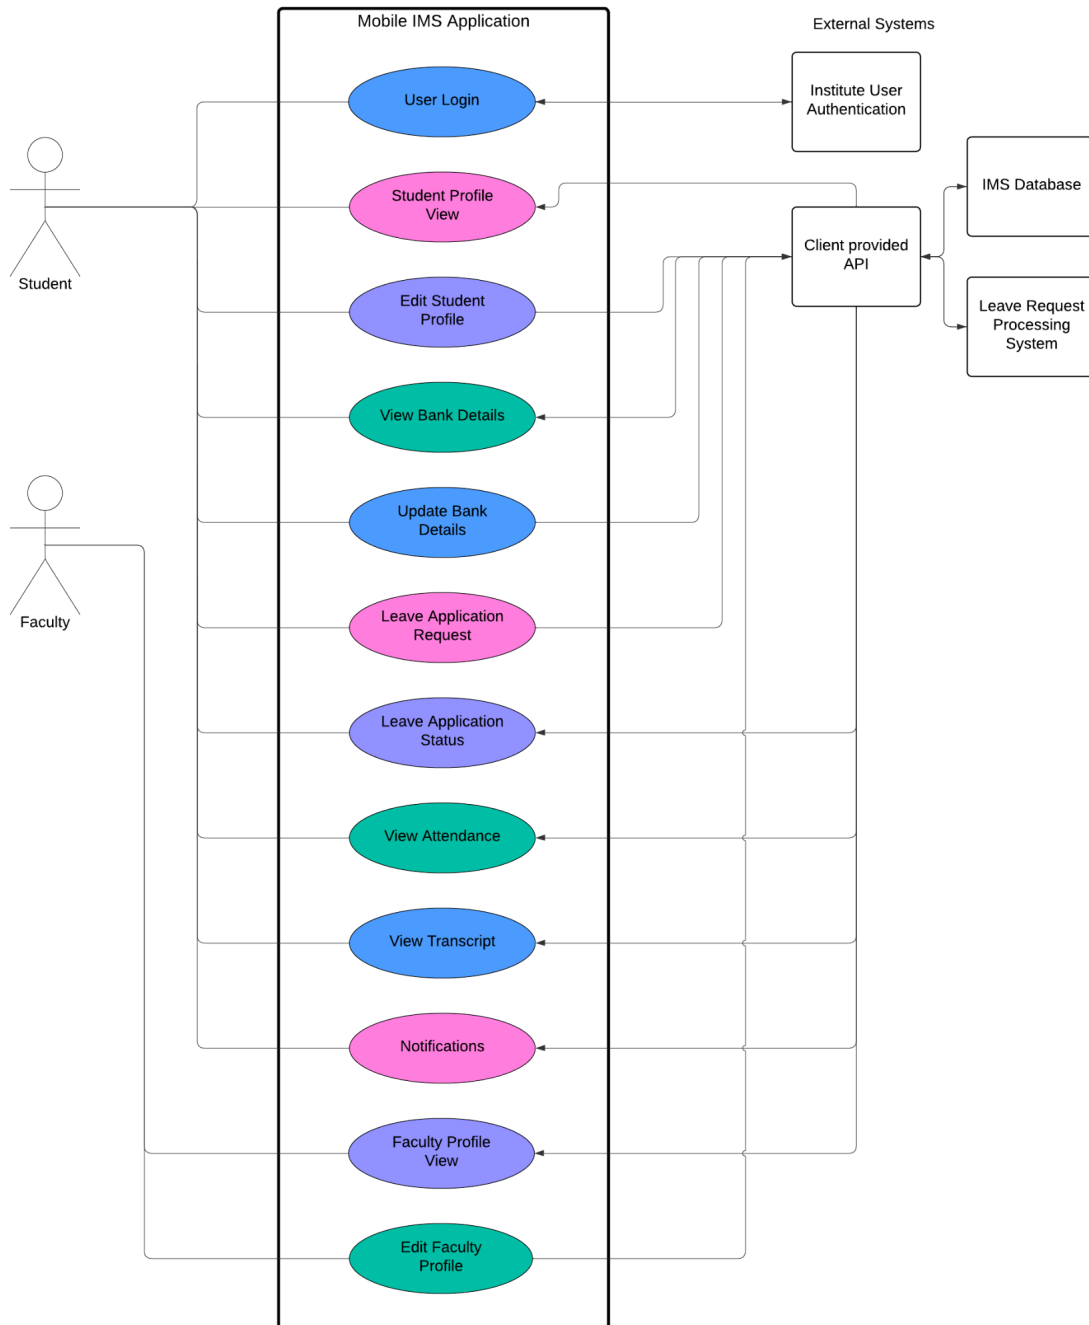 Mobile IMS Application
External Systems
User Login
Institute User
Authentication
Student Profile
View
IMS Database
Client provided
API
Student
Edit Student
Profile
Leave Request
Processing
System
View Bank Details
Update Bank
Details
Faculty
Leave Application
Request
Leave Application
Status
View Attendance
View Transcript
Notifications
Faculty Profile
View
Edit Faculty
Profile